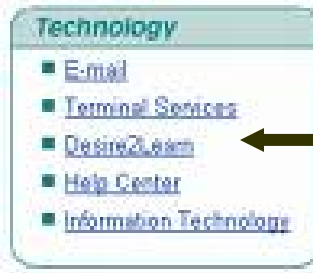 Technology
E-mail
Terminal Services
Desire2Learn
Help Center
Information Technology